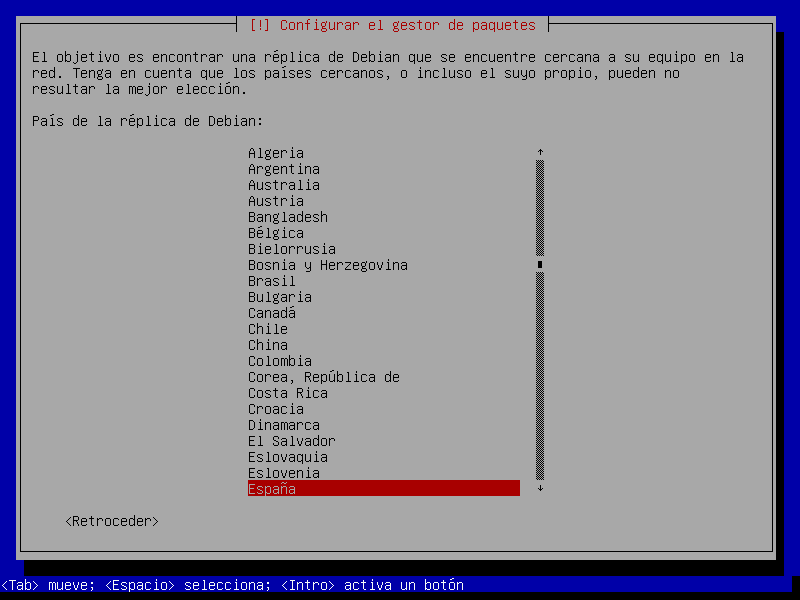 [!] Configurar el gestor de paquetes
El objetivo es encontrar una réplica de Debian que se encuentre cercana a su equipo en la
red. Tenga en cuenta que los países cercanos, o incluso el suyo propio, pueden no
resultar la mejor elección.
País de la réplica de Debian:
Algeria
Argentina
Australia
Austria
Bangladesh
Bélgica
Bielorrusia
Bosnia y Herzegovina
Brasil
Bulgaria
Canadá
Chile
China
Colombia
Corea, República de
Costa Rica
Croacia
Dinamarca
El Salvador
Eslovaquia
Eslovenia
España
<Retroceder>
<Tab> mueve; <Espacio> selecciona; <Intro> activa un botón